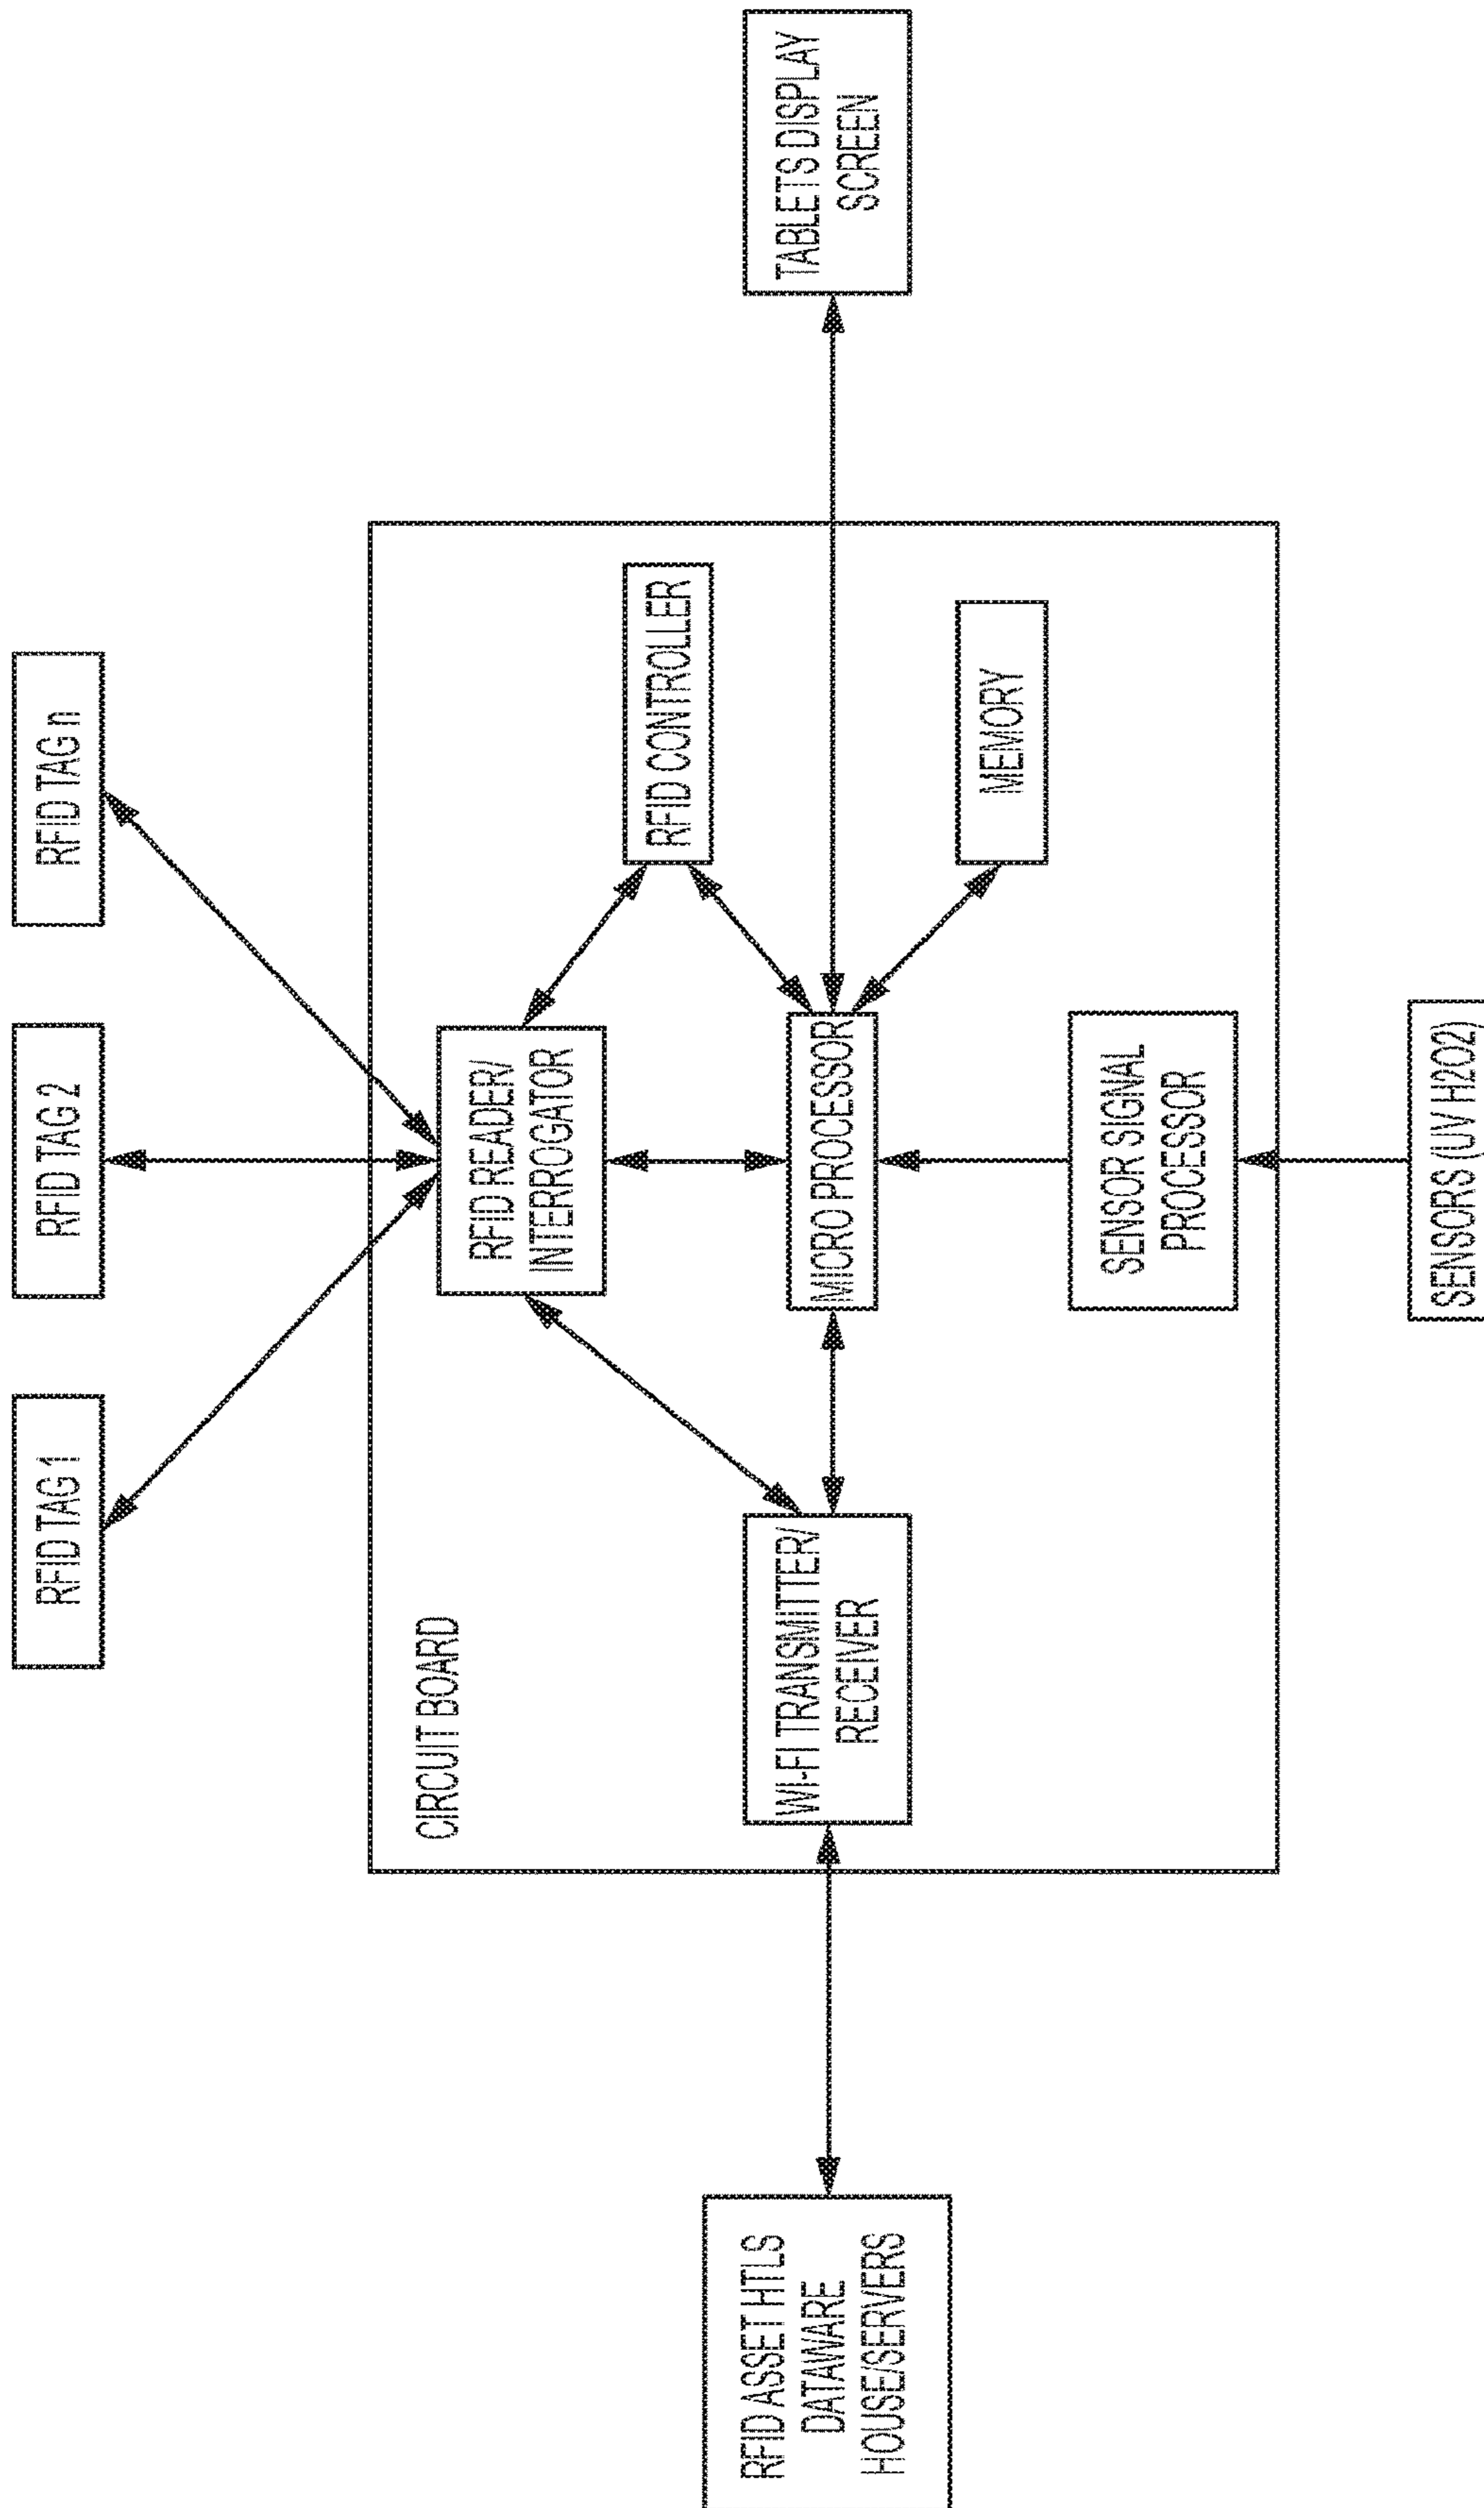 RFID TAG 1
RFID TAG 2
RFID TAG n
CIRCUIT BOARD
RFID READER/
INTERROGATOR
RFID CONTROLLER
RFID ASSET HTLS
DATAWARE
HOUSE/SERVERS
WI-FI TRANSMITTER/
RECEIVER
MICRO PROCESSOR
TABLETS DISPLAY
SCREEN
MEMORY
SENSOR SIGNAL
PROCESSOR
SENSORS (UV H2O2)